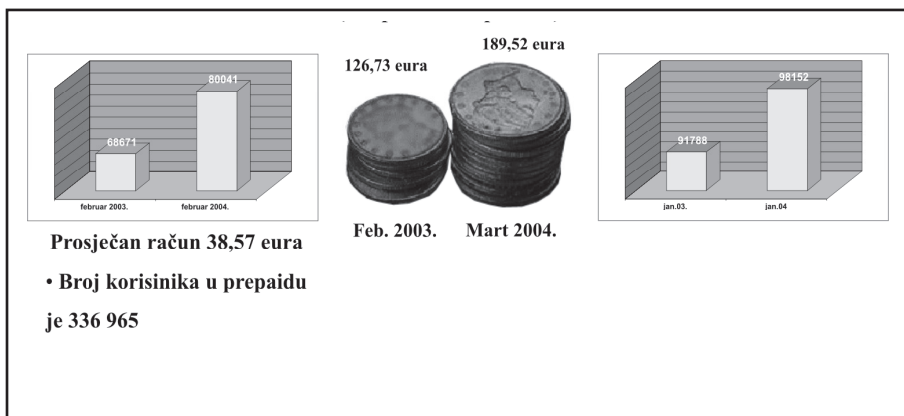 68671
80041
februar 2003.
februar 2004.
Prosječan račun 38,57 eura
• Broj korisinika u prepaidu
je 336 965
126,73 eura
189,52 eura
Feb. 2003.
Mart 2004.
91788
98152
jan.03.
jan.04